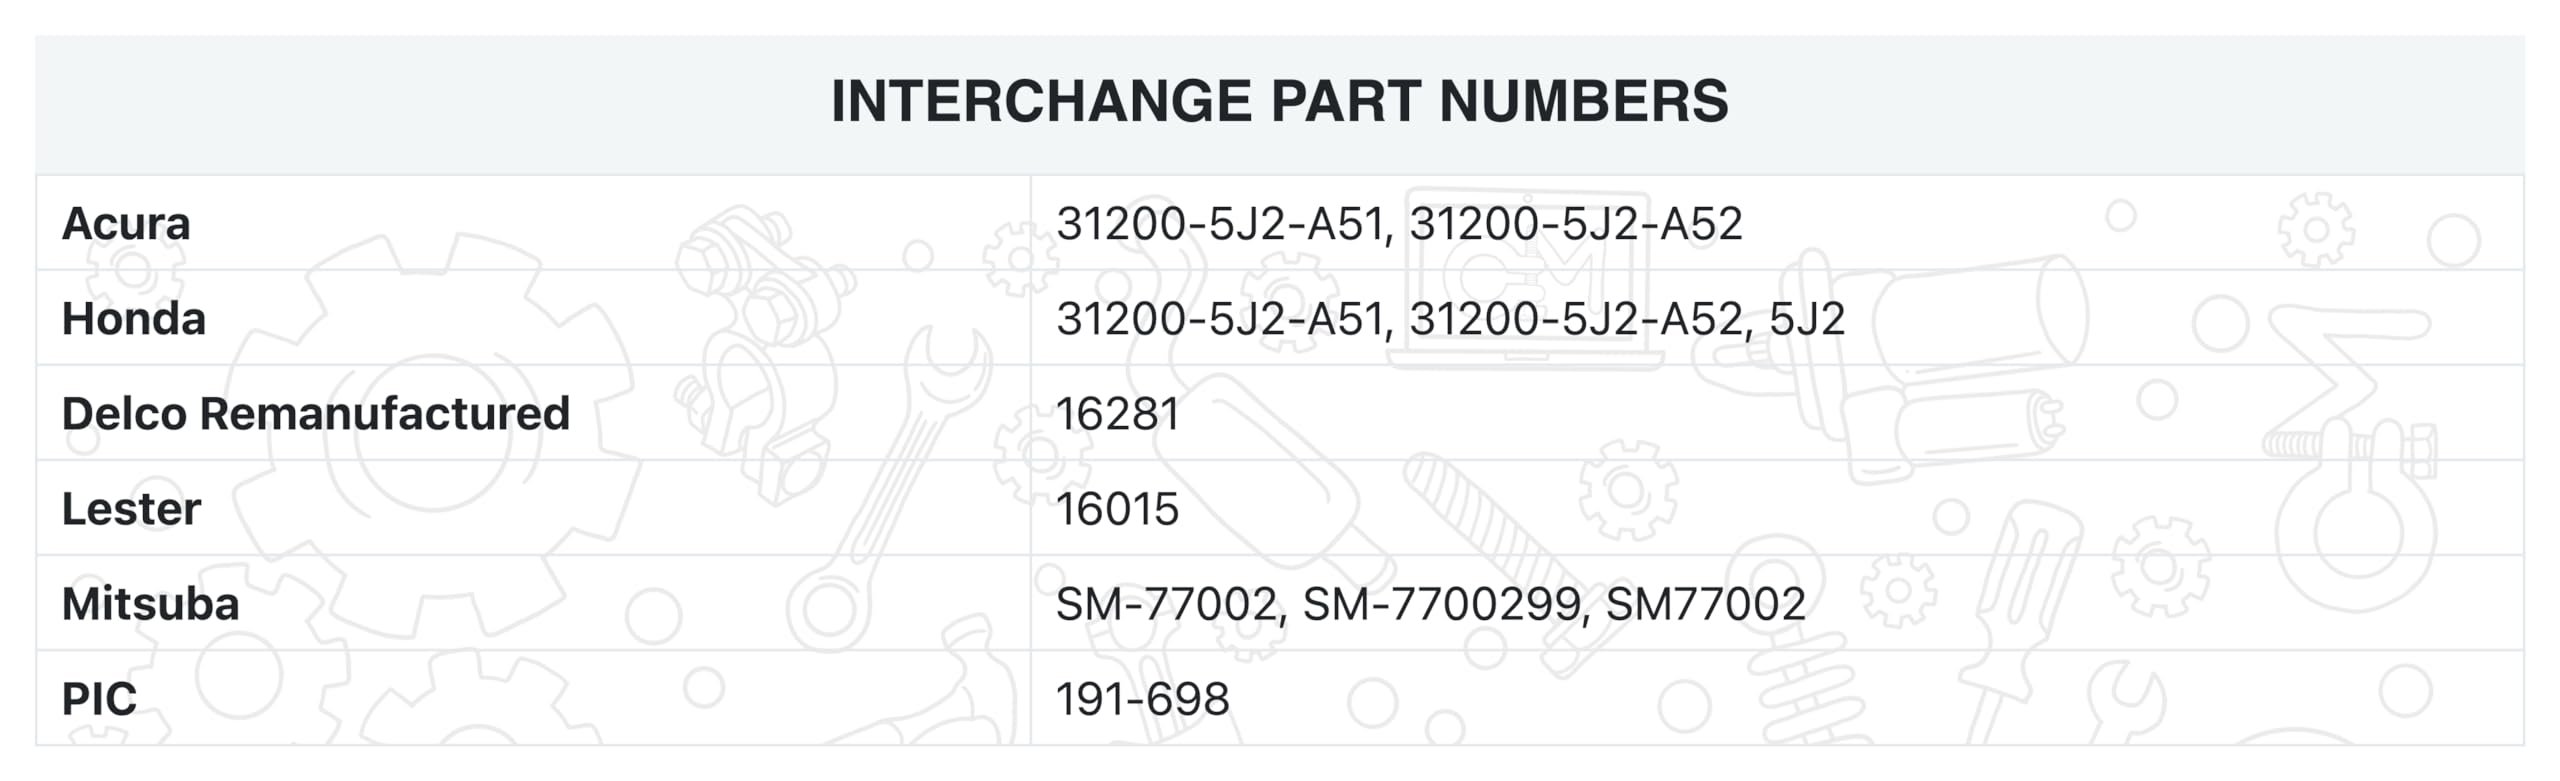 INTERCHANGE PART NUMBERS
Acura 31200-5J2-A51, 31200-5J2-A52
Honda 31200-5J2-A51, 31200-5J2-A52, 5J2
Delco Remanufactured 16281
Lester 16015
Mitsuba SM-77002, SM-7700299, SM77002
PIC 191-698